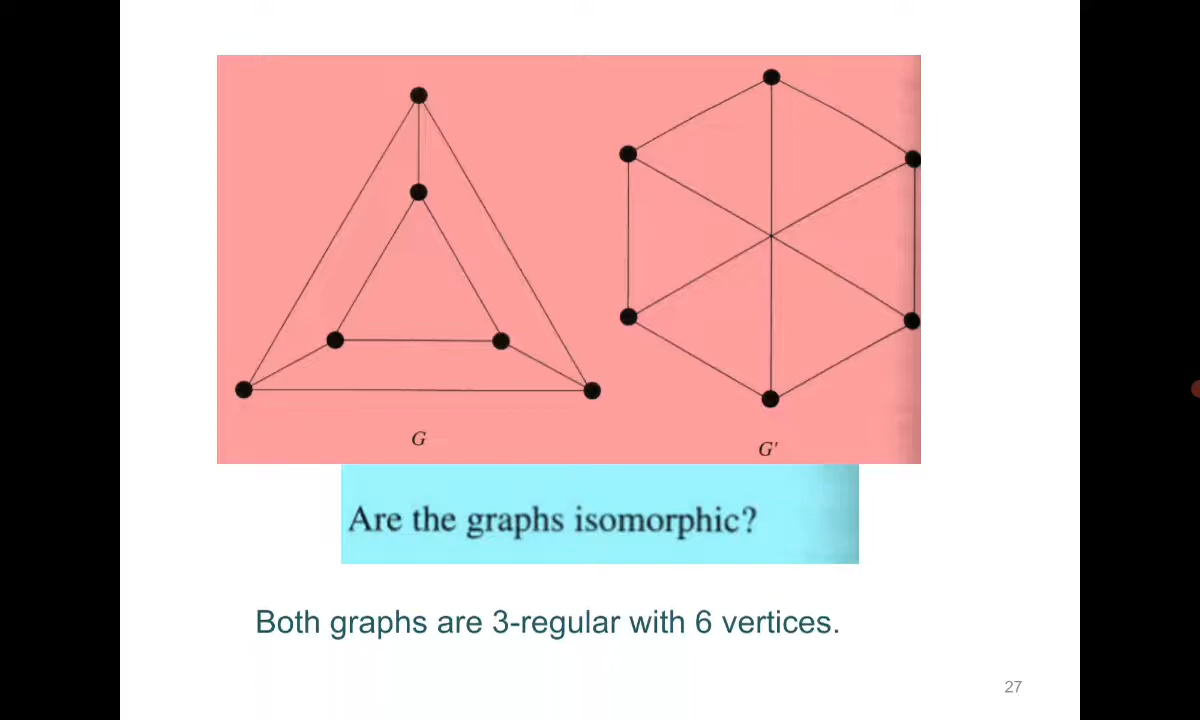 G
G'
Are the graphs isomorphic?
Both graphs are 3-regular with 6 vertices.
27